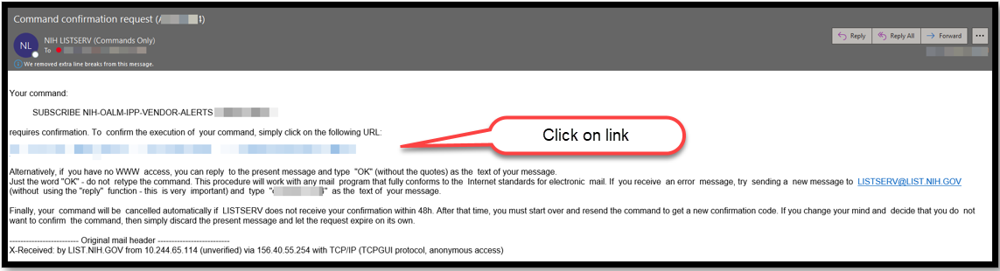 Command confirmation request (
NL
NIH LISTSERV (Commands Only)
To
We removed extra line breaks from this message.
Reply
Reply All
Forward
Your command:
SUBSCRIBE NIH-OALM-IPP-VENDOR-ALERTS
requires confirmation. To confirm the execution of your command, simply click on the following URL:
Click on link
Alternatively, if you have no WWW access, you can reply to the present message and type "OK" (without the quotes) as the text of your message.
Just the word "OK" - do not retype the command. This procedure will work with any mail program that fully conforms to the Internet standards for electronic mail. If you receive an error message, try sending a new message to LISTSERV@LIST.NIH.GOV
(without using the "reply" function - this is very important) and type " " as the text of your message.
Finally, your command will be cancelled automatically if LISTSERV does not receive your confirmation within 48h. After that time, you must start over and resend the command to get a new confirmation code. If you change your mind and decide that you do not
want to confirm the command, then simply discard the present message and let the request expire on its own.
------------------------- Original mail header --------------------------
X-Received: by LIST.NIH.GOV from 10.244.65.114 (unverified) via 156.40.55.254 with TCP/IP (TCPGUI protocol, anonymous access)